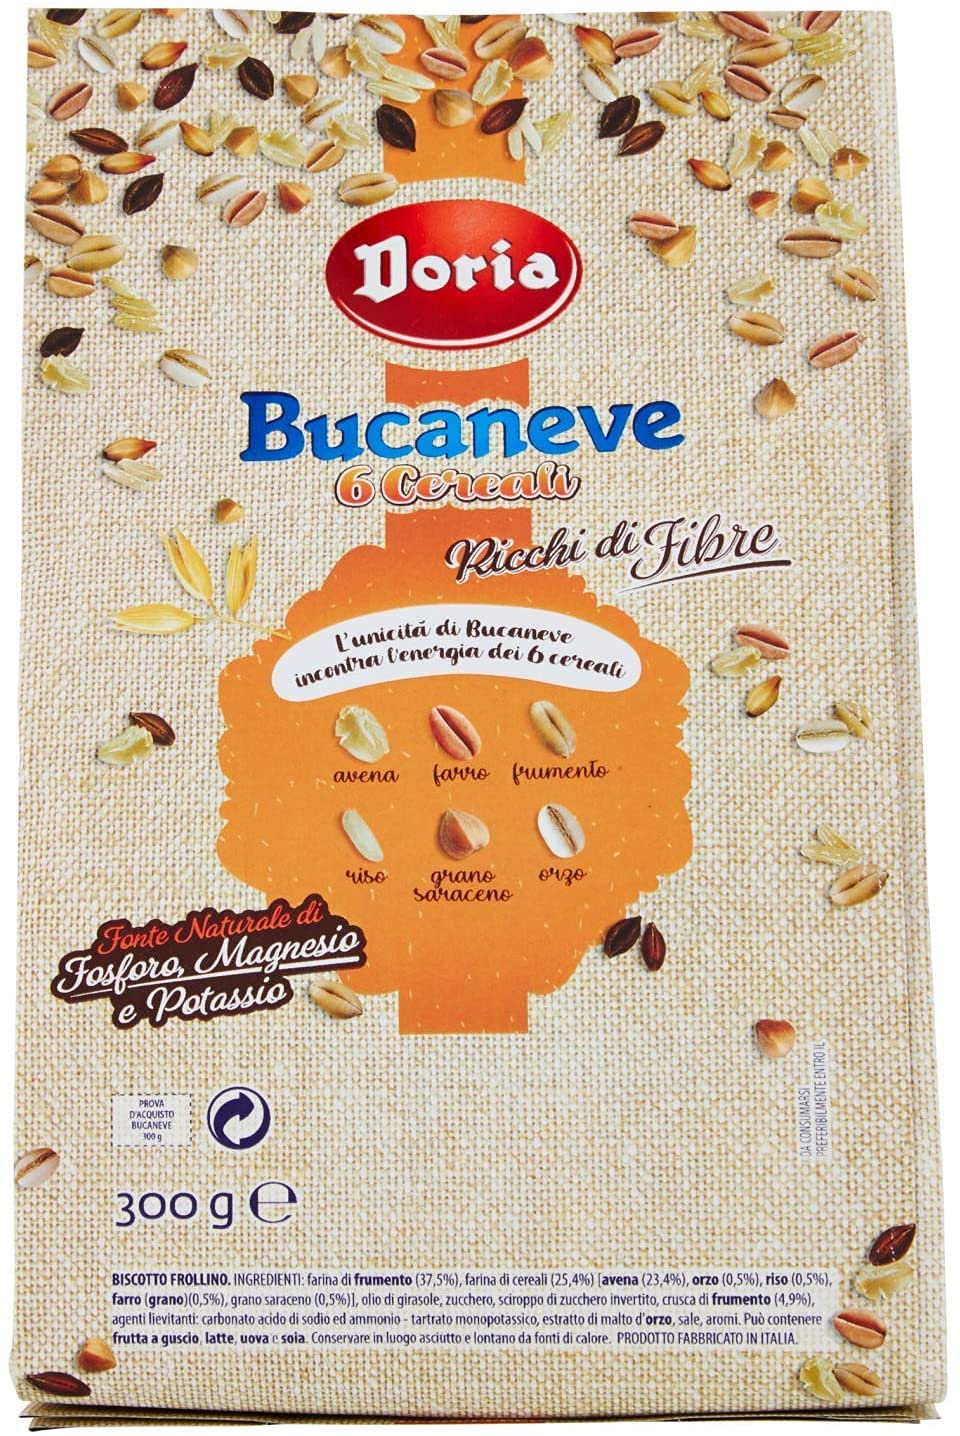 Doria
Bucaneve
6 Cereali
Ricchi di Fibre
L'unicità di Bucaneve
incontra l'energia dei 6 cereali
avena farro frumento
riso grano saraceno orzo
Fonte Naturale di
Fosforo, Magnesio
e Potassio
DA CONSUMARSI
PREFERIBILMENTE ENTRO IL
PROVA
D'ACQUISTO
BUCANEVE
300 g
300 g e
BISCOTTO FROLLINO. INGREDIENTI: farina di frumento (37,5%), farina di cereali (25,4%) [avena (23,4%), orzo (0,5%), riso (0,5%),
farro (grano)(0,5%), grano saraceno (0,5%)], olio di girasole, zucchero, sciroppo di zucchero invertito, crusca di frumento (4,9%),
agenti lievitanti: carbonato acido di sodio ed ammonio - tartrato monopotassico, estratto di malto d'orzo, sale, aromi. Può contenere
frutta a guscio, latte, uova e soia. Conservare in luogo asciutto e lontano da fonti di calore. PRODOTTO FABBRICATO IN ITALIA.